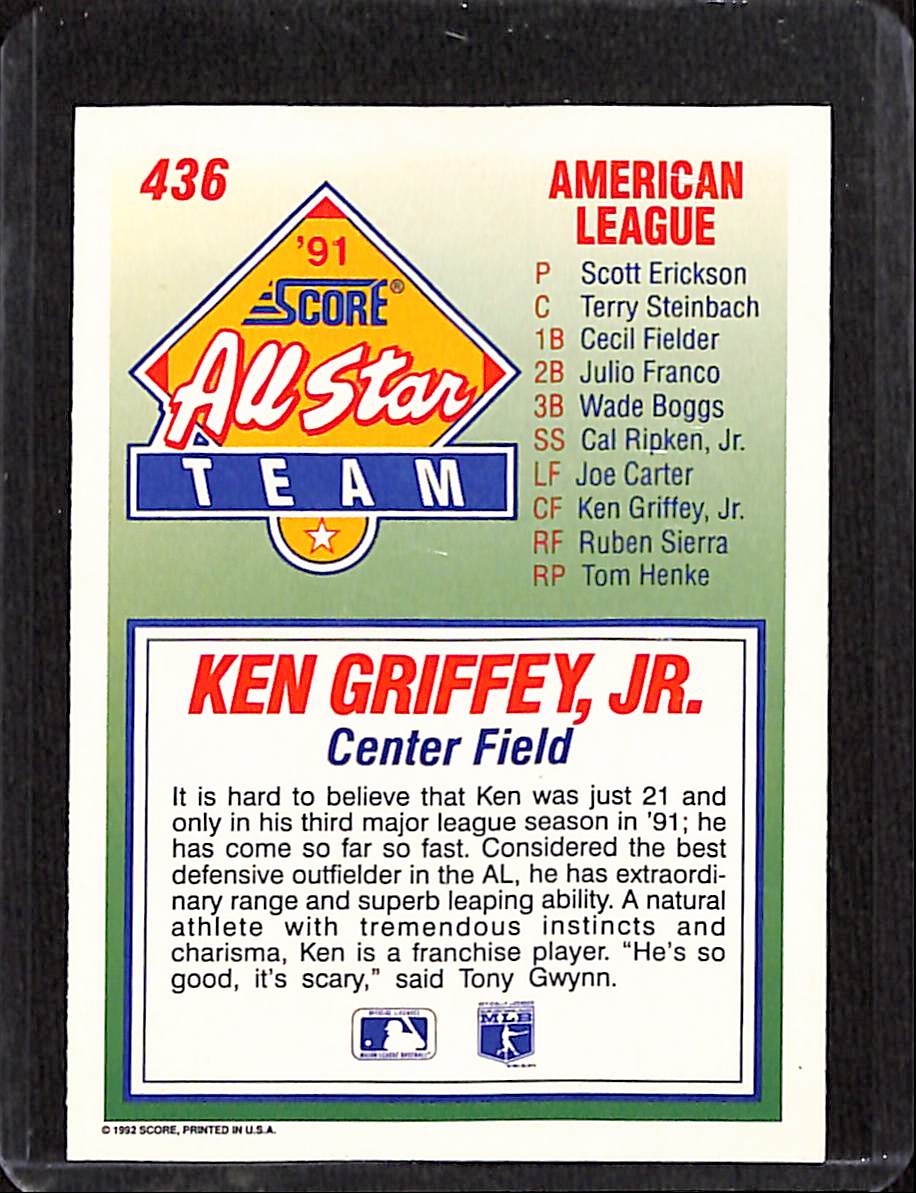 436
'91
SCORE®
All Star
TEAM
AMERICAN
LEAGUE
P Scott Erickson
C Terry Steinbach
1B Cecil Fielder
2B Julio Franco
3B Wade Boggs
SS Cal Ripken, Jr.
LF Joe Carter
CF Ken Griffey, Jr.
RF Ruben Sierra
RP Tom Henke
KEN GRIFFEY, JR.
Center Field
It is hard to believe that Ken was just 21 and
only in his third major league season in '91; he
has come so far so fast. Considered the best
defensive outfielder in the AL, he has extraordi-
nary range and superb leaping ability. A natural
athlete with tremendous instincts and
charisma, Ken is a franchise player. “He's so
good, it's scary,” said Tony Gwynn.
MLB
© 1992 SCORE, PRINTED IN U.S.A.